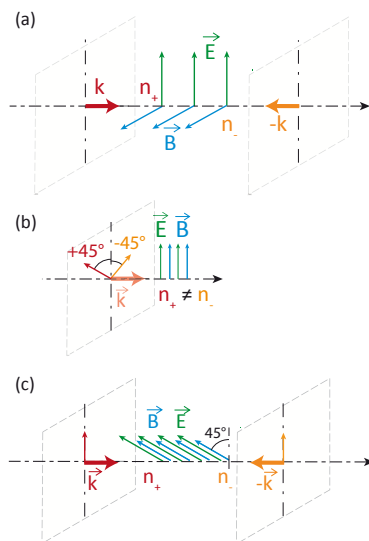 (a)
E
k n₊
B n₋ -k
(b)
+45° -45° E B
k n₊ ≠ n₋
(c)
B E 45°
k n₊ n₋ -k